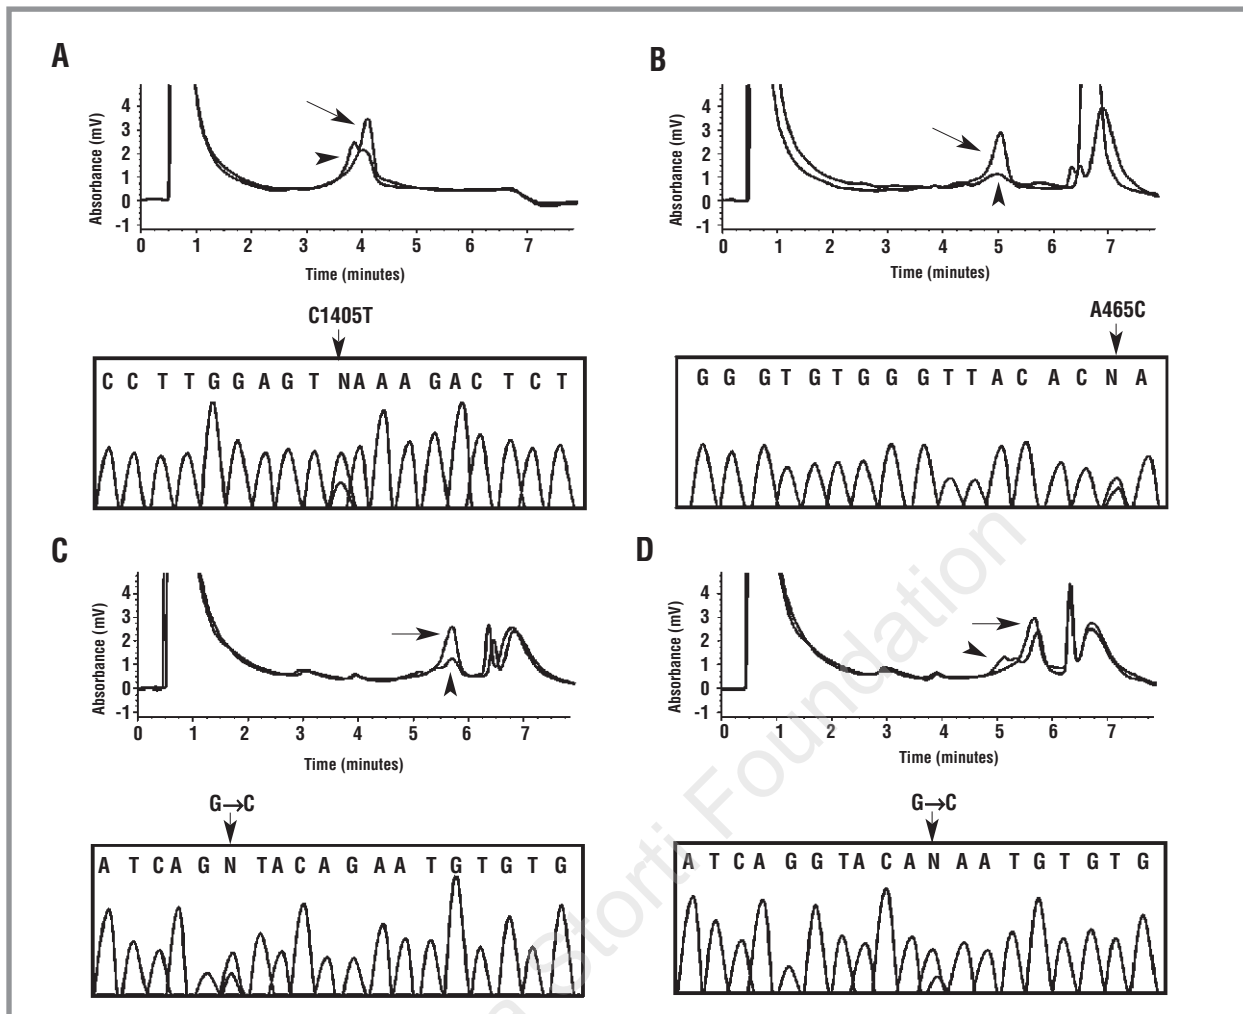 A
Absorbance (mV)
4
3
2
1
0
-1
0 1 2 3 4 5 6 7
Time (minutes)
C1405T
C C T T G G A G T N A A A G A C T C T
B
Absorbance (mV)
4
3
2
1
0
-1
0 1 2 3 4 5 6 7
Time (minutes)
A465C
G G G T G T G G G T T A C A C N A
C
Absorbance (mV)
4
3
2
1
0
-1
0 1 2 3 4 5 6 7
Time (minutes)
G→C
A T C A G N T A C A G A A T G T G T G
D
Absorbance (mV)
4
3
2
1
0
-1
0 1 2 3 4 5 6 7
Time (minutes)
G→C
A T C A G G T A C A N A A T G T G T G
Storti Foundation